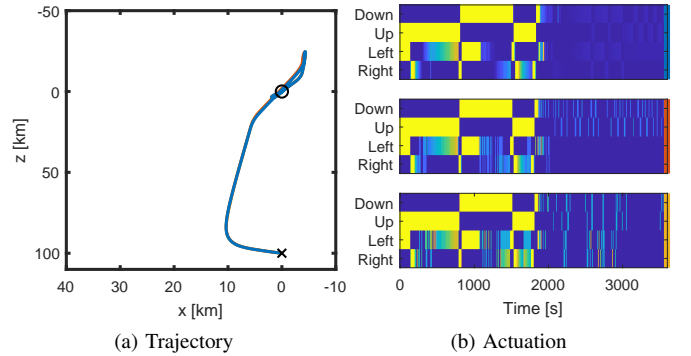 -50
0
50
100
z [km]
40 30 20 10 0 -10
x [km]
(a) Trajectory
Down
Up
Left
Right
Down
Up
Left
Right
Down
Up
Left
Right
0 1000 2000 3000
Time [s]
(b) Actuation